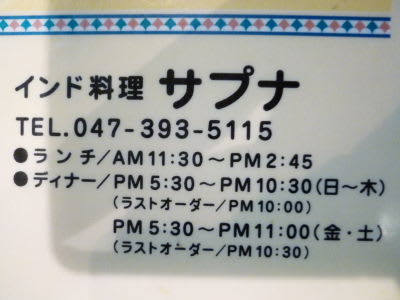 インド料理 サプナ
TEL.047-393-5115
●ランチ/AM11:30～PM2:45
●ディナー/PM5:30～PM10:30(日～木)
(ラストオーダー/PM10:00)
PM5:30～PM11:00(金・土)
(ラストオーダー/PM10:30)